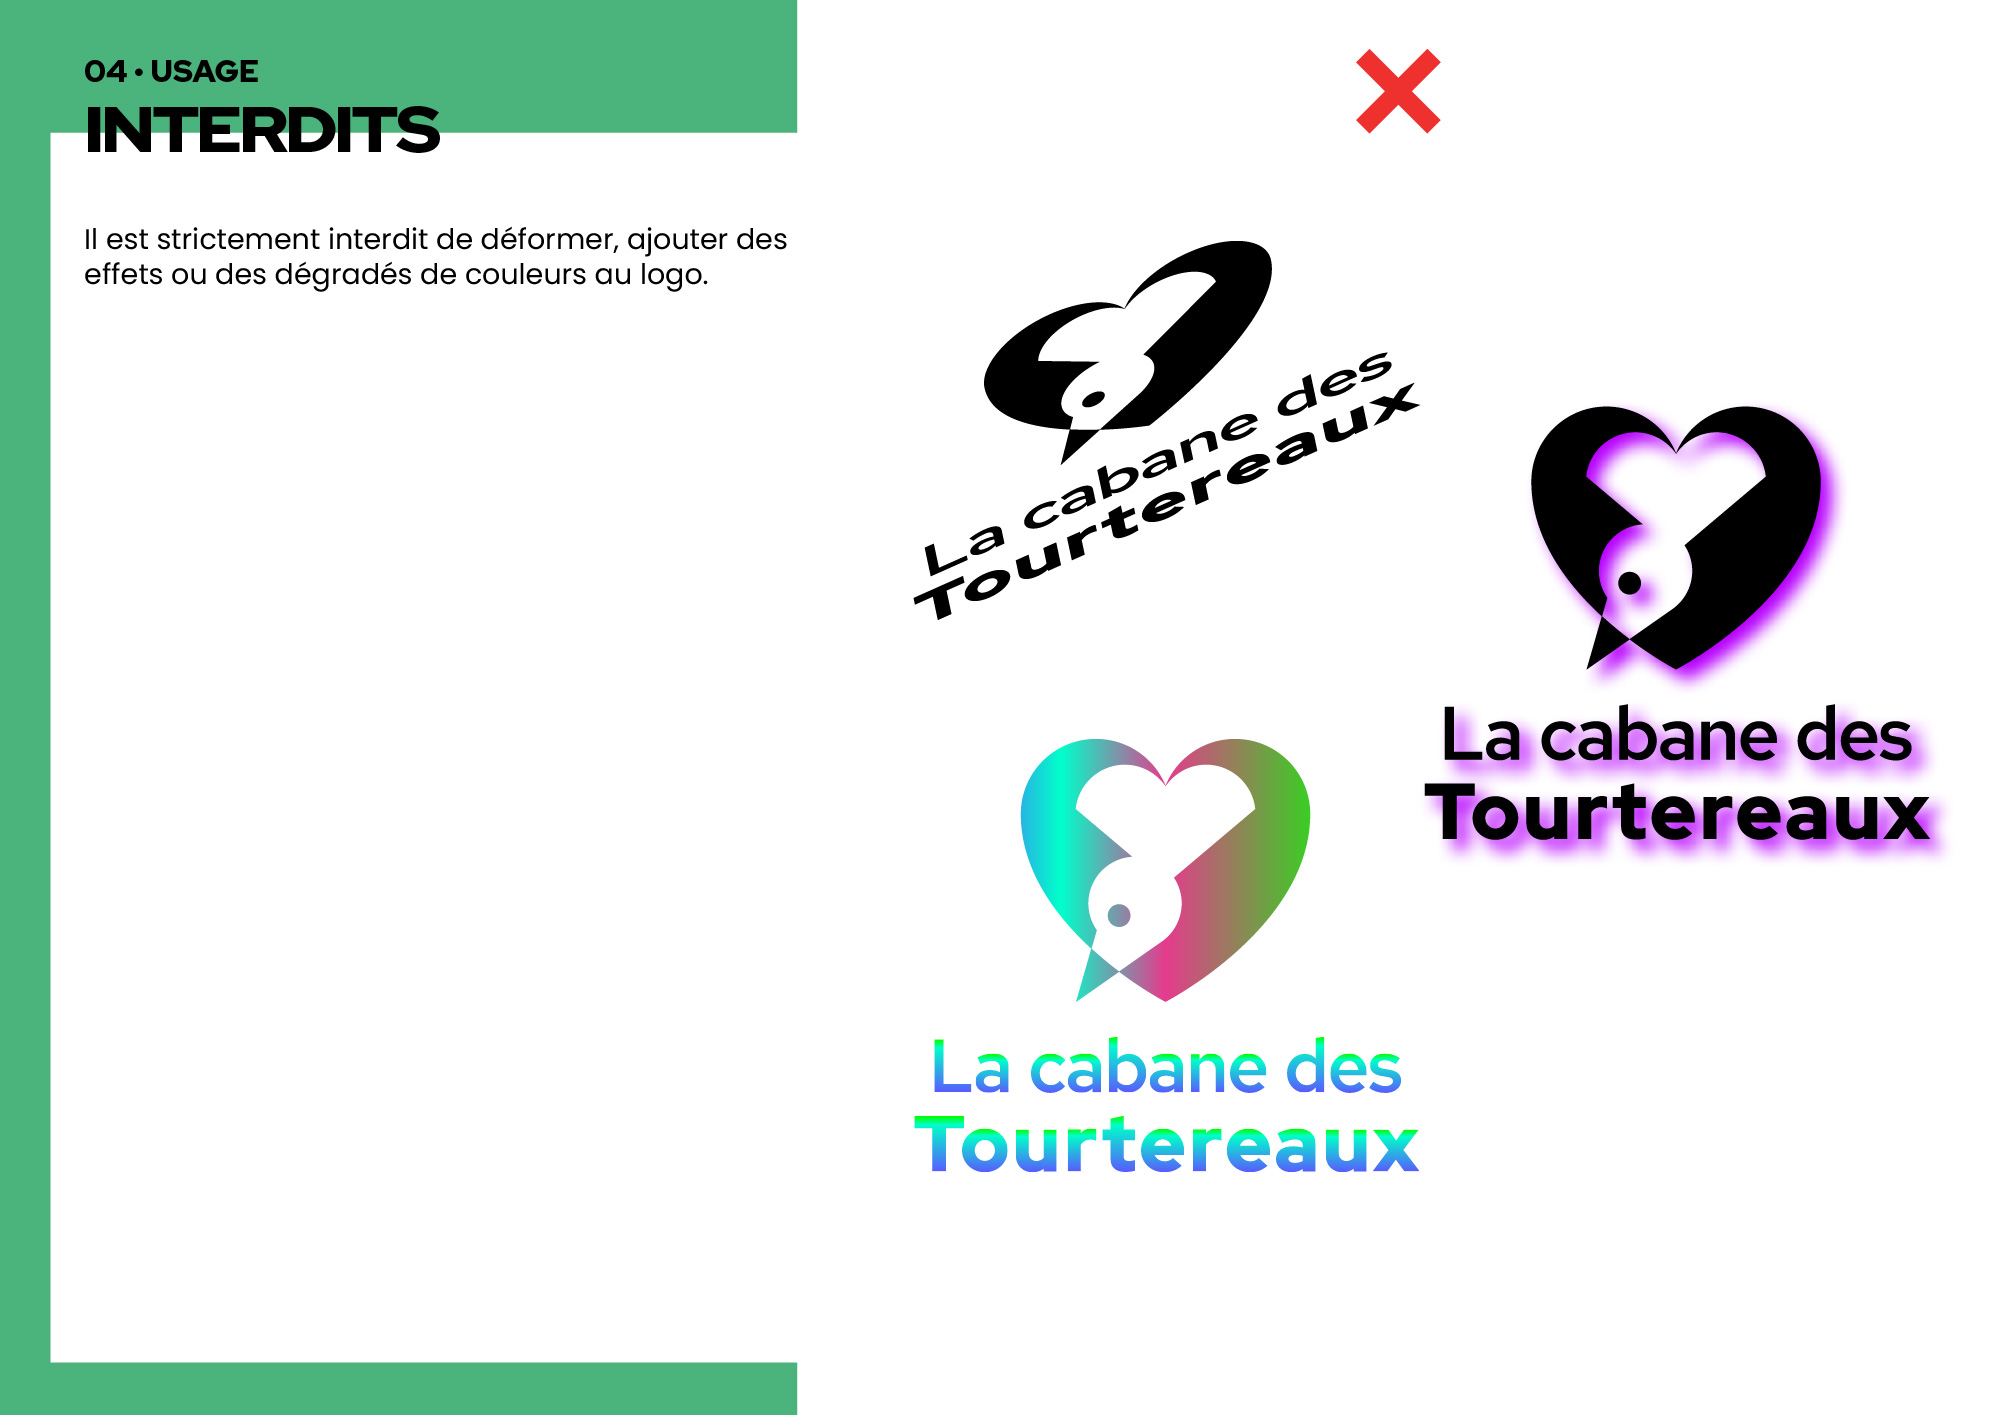 04 • USAGE
INTERDITS
Il est strictement interdit de déformer, ajouter des
effets ou des dégradés de couleurs au logo.
La cabane des
Tourtereaux
La cabane des
Tourtereaux
La cabane des
Tourtereaux